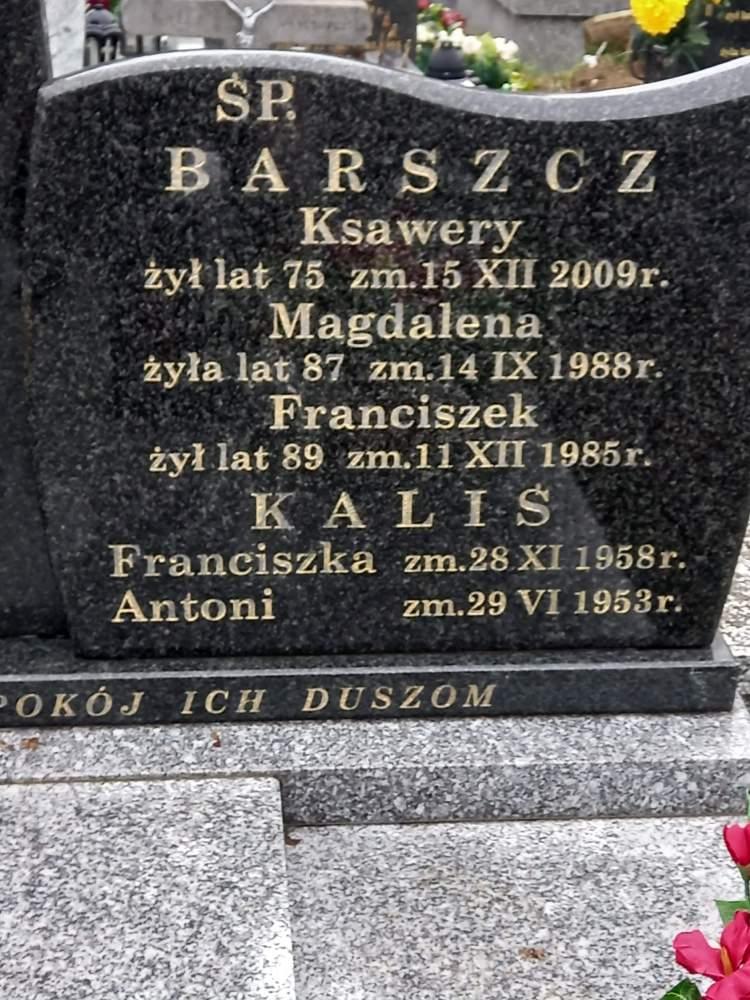 ŚP.
BARSZCZ
Ksawery
żył lat 75 zm.15 XII 2009r.
Magdalena
żyła lat 87 zm.14 IX 1988r.
Franciszek
żył lat 89 zm.11 XII 1985r.
KALIŚ
Franciszka zm.28 XI 1958r.
Antoni zm.29 VI 1953r.
POKÓJ ICH DUSZOM